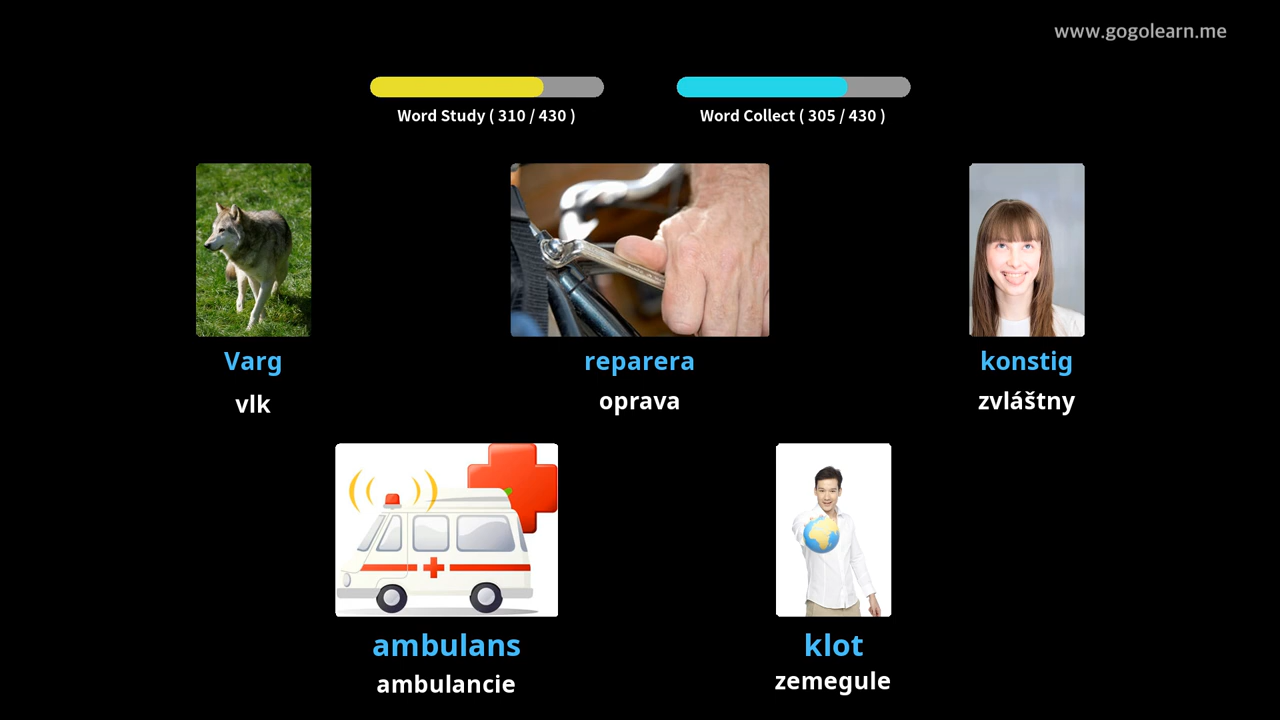 www.gogolearn.me
Word Study ( 310 / 430 )
Word Collect ( 305 / 430 )
Varg
reparera
konstig
vlk
oprava
zvláštny
ambulans
klot
ambulancie
zemegule